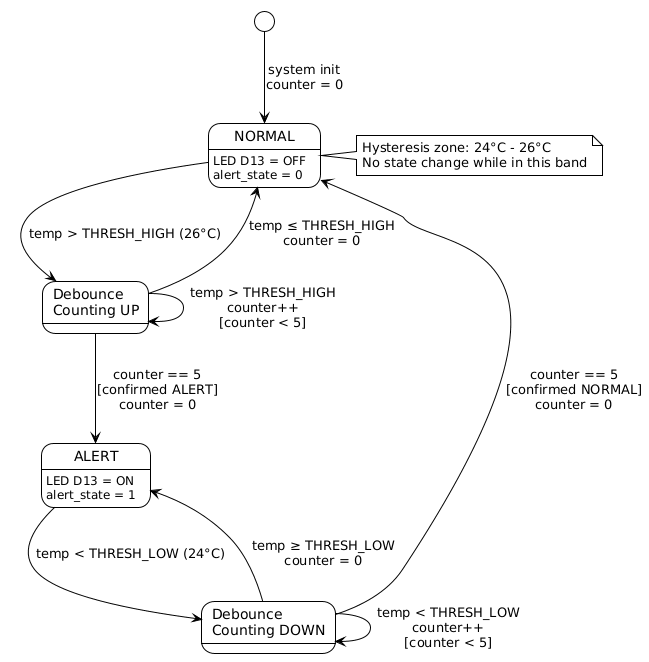 system init
counter = 0
NORMAL
LED D13 = OFF
alert_state = 0
Hysteresis zone: 24°C - 26°C
No state change while in this band
temp > THRESH_HIGH (26°C)
temp ≤ THRESH_HIGH
counter = 0
Debounce
Counting UP
temp > THRESH_HIGH
counter++
[counter < 5]
counter == 5
[confirmed ALERT]
counter = 0
counter == 5
[confirmed NORMAL]
counter = 0
ALERT
LED D13 = ON
alert_state = 1
temp < THRESH_LOW (24°C)
temp ≥ THRESH_LOW
counter = 0
Debounce
Counting DOWN
temp < THRESH_LOW
counter++
[counter < 5]